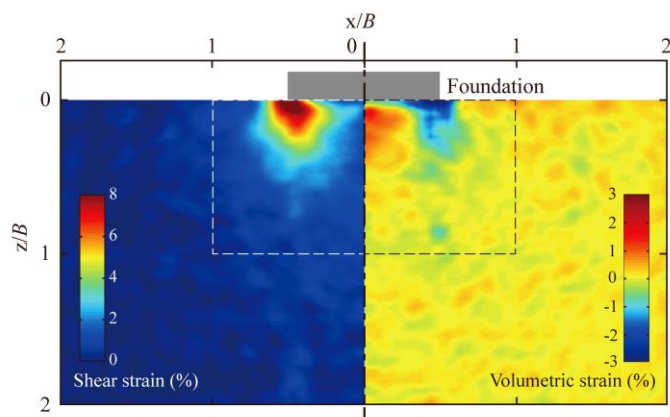 x/B
2 1 0 1 2
Foundation
0
z/B
8
6
4
2
0
Shear strain (%)
1
2
3
2
1
0
-1
-2
-3
Volumetric strain (%)